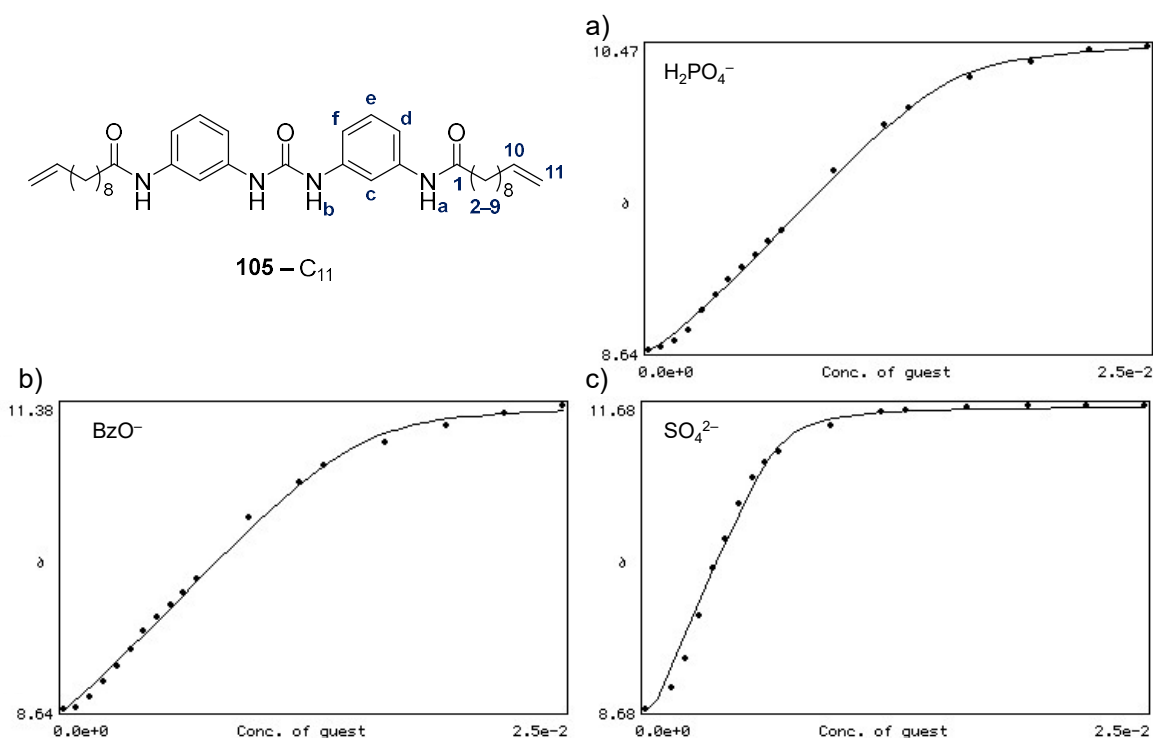 a)
10.47
H₂PO₄⁻
∂
8.64
0.0e+0
Conc. of guest
2.5e-2
O
O
O
8
N
H
N
H
N
H
N
H
8
a
b
c
d
e
f
1
2–9
10
11
105 – C₁₁
b)
11.38
BzO⁻
∂
8.64
0.0e+0
Conc. of guest
2.5e-2
c)
11.68
SO₄²⁻
∂
8.68
0.0e+0
Conc. of guest
2.5e-2